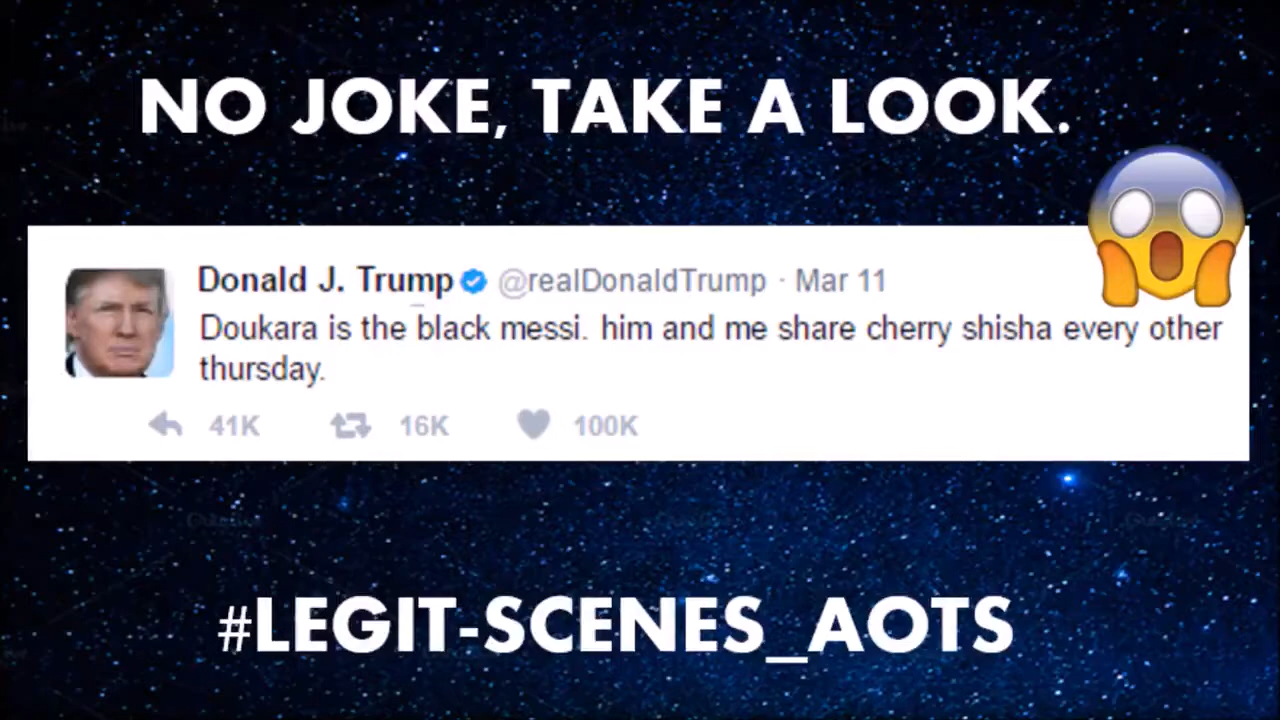 NO JOKE, TAKE A LOOK.
Donald J. Trump @realDonaldTrump · Mar 11
Doukara is the black messi. him and me share cherry shisha every other
thursday.
41K 16K 100K
#LEGIT-SCENES_AOTS